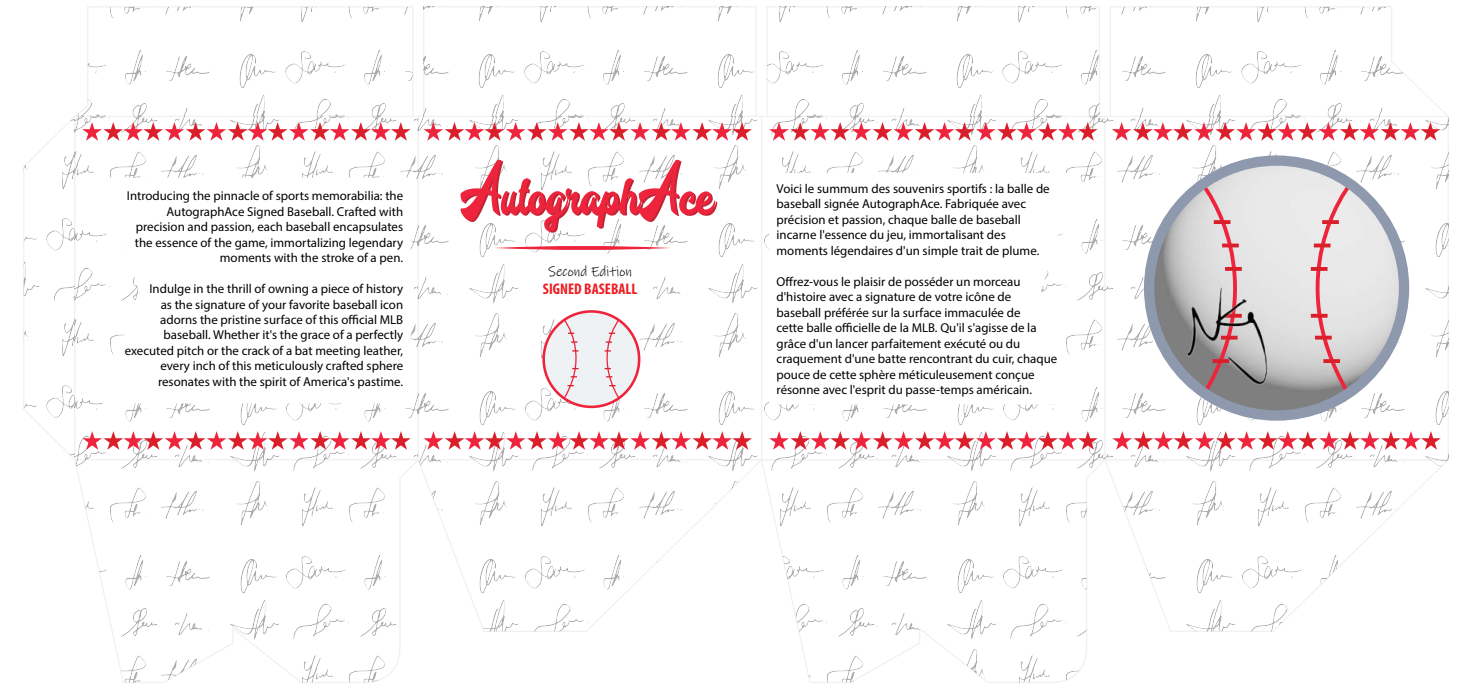 Introducing the pinnacle of sports memorabilia: the
AutographAce Signed Baseball. Crafted with
precision and passion, each baseball encapsulates
the essence of the game, immortalizing legendary
moments with the stroke of a pen.
Indulge in the thrill of owning a piece of history
as the signature of your favorite baseball icon
adorns the pristine surface of this official MLB
baseball. Whether it's the grace of a perfectly
executed pitch or the crack of a bat meeting leather,
every inch of this meticulously crafted sphere
resonates with the spirit of America's pastime.
AutographAce
Second Edition
SIGNED BASEBALL
Voici le summum des souvenirs sportifs : la balle de
baseball signée AutographAce. Fabriquée avec
précision et passion, chaque balle de baseball
incarne l'essence du jeu, immortalisant des
moments légendaires d'un simple trait de plume.
Offrez-vous le plaisir de posséder un morceau
d'histoire avec a signature de votre icône de
baseball préférée sur la surface immaculée de
cette balle officielle de la MLB. Qu'il s'agisse de la
grâce d'un lancer parfaitement exécuté ou du
craquement d'une batte rencontrant du cuir, chaque
pouce de cette sphère méticuleusement conçue
résonne avec l'esprit du passe-temps américain.